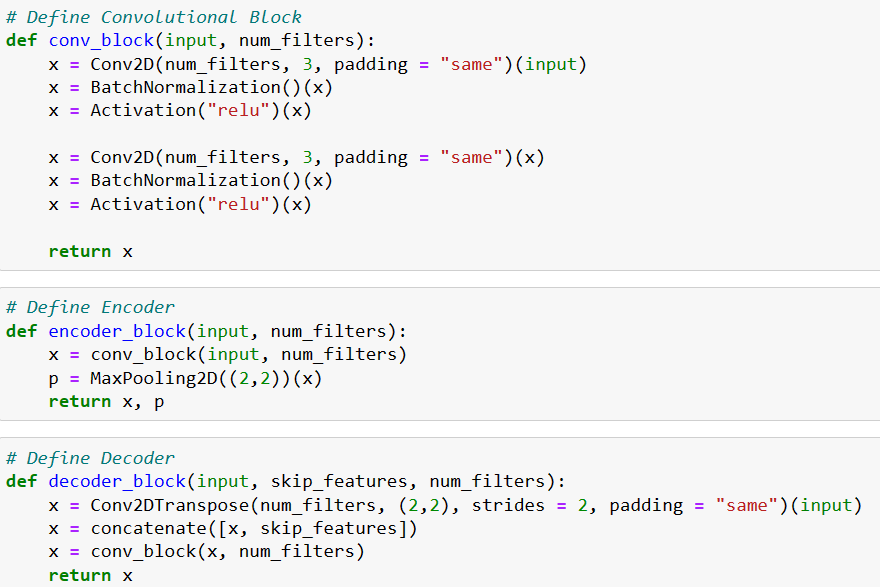 # Define Convolutional Block
def conv_block(input, num_filters):
    x = Conv2D(num_filters, 3, padding = "same")(input)
    x = BatchNormalization()(x)
    x = Activation("relu")(x)

    x = Conv2D(num_filters, 3, padding = "same")(x)
    x = BatchNormalization()(x)
    x = Activation("relu")(x)

    return x

# Define Encoder
def encoder_block(input, num_filters):
    x = conv_block(input, num_filters)
    p = MaxPooling2D((2,2))(x)
    return x, p

# Define Decoder
def decoder_block(input, skip_features, num_filters):
    x = Conv2DTranspose(num_filters, (2,2), strides = 2, padding = "same")(input)
    x = concatenate([x, skip_features])
    x = conv_block(x, num_filters)
    return x